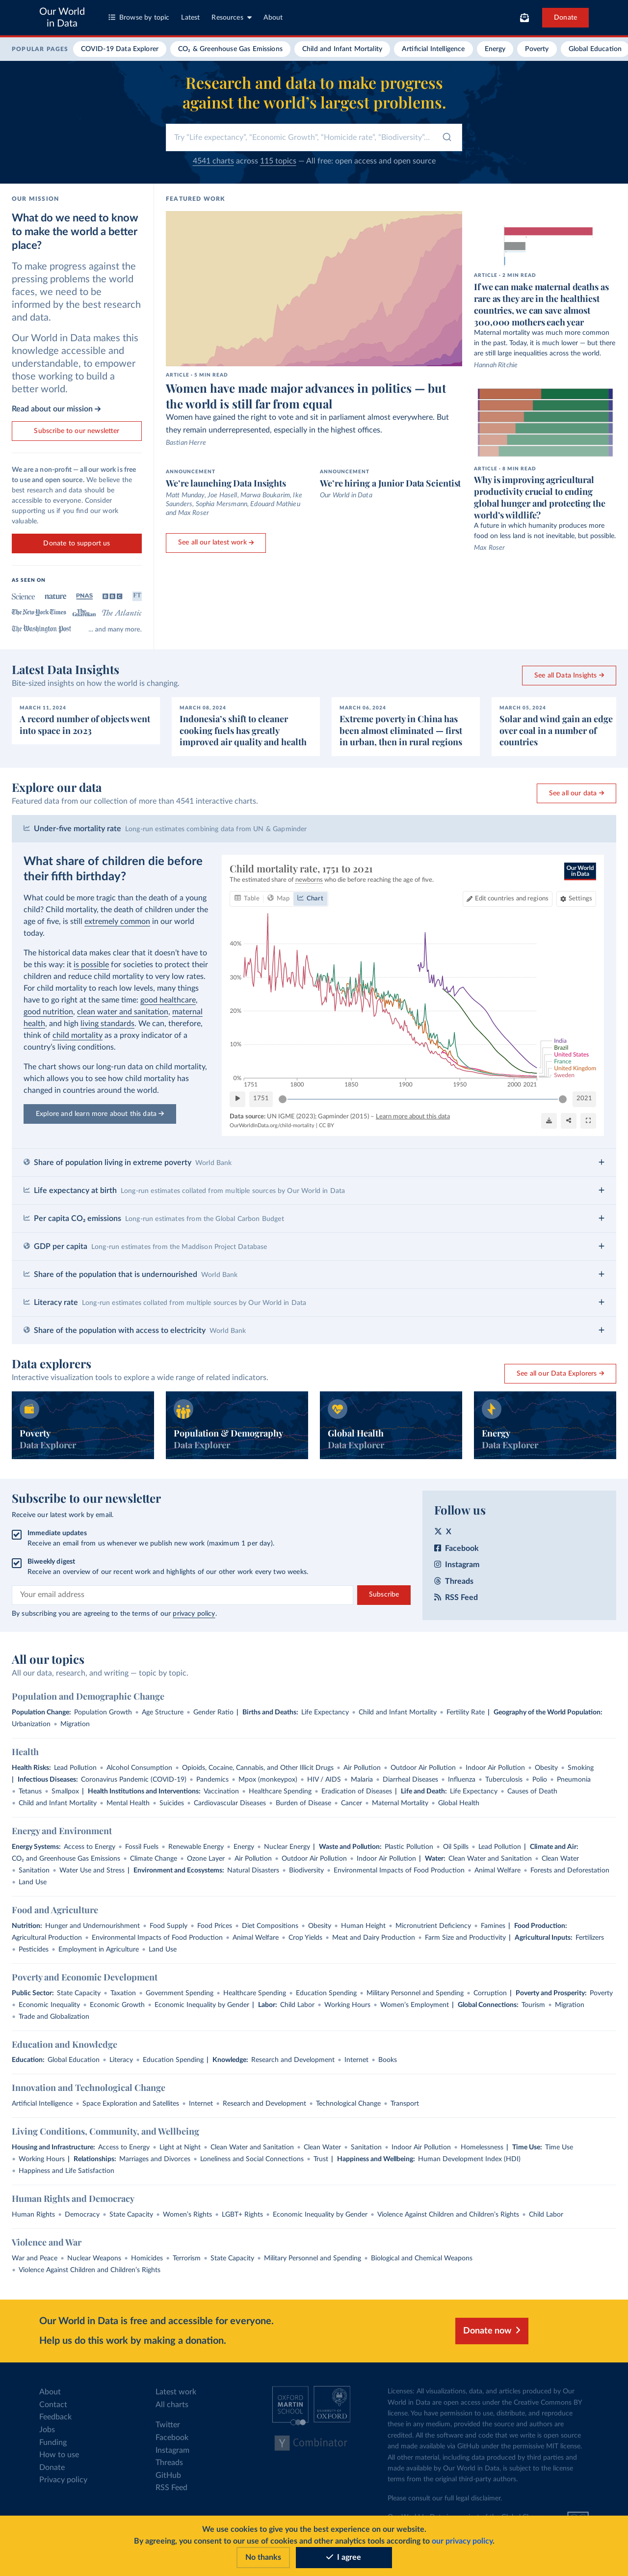 Our World
in Data
Browse by topic
Latest
Resources
About
Donate
POPULAR PAGES
COVID-19 Data Explorer
CO₂ & Greenhouse Gas Emissions
Child and Infant Mortality
Artificial Intelligence
Energy
Poverty
Global Education
Research and data to make progress
against the world's largest problems.
Try "Life expectancy", "Economic Growth", "Homicide rate", "Biodiversity"...
4541 charts across 115 topics — All free: open access and open source
OUR MISSION
What do we need to know
to make the world a better
place?
To make progress against the
pressing problems the world
faces, we need to be
informed by the best research
and data.
Our World in Data makes this
knowledge accessible and
understandable, to empower
those working to build a
better world.
Read about our mission →
Subscribe to our newsletter
We are a non-profit — all our work is free
to use and open source. We believe the
best research and data should be
accessible to everyone. Consider
supporting us if you find our work
valuable.
Donate to support us
AS SEEN ON
Science nature PNAS BBC FT
The New York Times The Guardian The Atlantic
The Washington Post ... and many more.
FEATURED WORK
ARTICLE • 5 MIN READ
Women have made major advances in politics — but
the world is still far from equal
Women have gained the right to vote and sit in parliament almost everywhere. But
they remain underrepresented, especially in the highest offices.
Bastian Herre
ANNOUNCEMENT
We're launching Data Insights
Matt Munday, Joe Hasell, Marwa Boukarim, Ike
Saunders, Sophia Mersmann, Edouard Mathieu
and Max Roser
ANNOUNCEMENT
We're hiring a Junior Data Scientist
Our World in Data
See all our latest work →
ARTICLE • 2 MIN READ
If we can make maternal deaths as
rare as they are in the healthiest
countries, we can save almost
300,000 mothers each year
Maternal mortality was much more common
in the past. Today, it is much lower — but there
are still large inequalities across the world.
Hannah Ritchie
ARTICLE • 8 MIN READ
Why is improving agricultural
productivity crucial to ending
global hunger and protecting the
world's wildlife?
A future in which humanity produces more
food on less land is not inevitable, but possible.
Max Roser
Latest Data Insights
Bite-sized insights on how the world is changing.
See all Data Insights →
MARCH 11, 2024
A record number of objects went
into space in 2023
MARCH 08, 2024
Indonesia's shift to cleaner
cooking fuels has greatly
improved air quality and health
MARCH 06, 2024
Extreme poverty in China has
been almost eliminated — first
in urban, then in rural regions
MARCH 05, 2024
Solar and wind gain an edge
over coal in a number of
countries
Explore our data
Featured data from our collection of more than 4541 interactive charts.
See all our data →
Under-five mortality rate Long-run estimates combining data from UN & Gapminder
What share of children die before
their fifth birthday?
What could be more tragic than the death of a young
child? Child mortality, the death of children under the
age of five, is still extremely common in our world
today.
The historical data makes clear that it doesn't have to
be this way: it is possible for societies to protect their
children and reduce child mortality to very low rates.
For child mortality to reach low levels, many things
have to go right at the same time: good healthcare,
good nutrition, clean water and sanitation, maternal
health, and high living standards. We can, therefore,
think of child mortality as a proxy indicator of a
country's living conditions.
The chart shows our long-run data on child mortality,
which allows you to see how child mortality has
changed in countries around the world.
Explore and learn more about this data →
Child mortality rate, 1751 to 2021
The estimated share of newborns who die before reaching the age of five.
Our World
in Data
Table
Map
Chart
Edit countries and regions
Settings
40%
30%
20%
10%
0%
1751 1800 1850 1900 1950 2000 2021
India
Brazil
United States
France
United Kingdom
Sweden
1751
2021
Data source: UN IGME (2023); Gapminder (2015) – Learn more about this data
OurWorldInData.org/child-mortality | CC BY
Share of population living in extreme poverty World Bank
Life expectancy at birth Long-run estimates collated from multiple sources by Our World in Data
Per capita CO₂ emissions Long-run estimates from the Global Carbon Budget
GDP per capita Long-run estimates from the Maddison Project Database
Share of the population that is undernourished World Bank
Literacy rate Long-run estimates collated from multiple sources by Our World in Data
Share of the population with access to electricity World Bank
Data explorers
Interactive visualization tools to explore a wide range of related indicators.
See all our Data Explorers →
Poverty
Data Explorer
Population & Demography
Data Explorer
Global Health
Data Explorer
Energy
Data Explorer
Subscribe to our newsletter
Receive our latest work by email.
Immediate updates
Receive an email from us whenever we publish new work (maximum 1 per day).
Biweekly digest
Receive an overview of our recent work and highlights of our other work every two weeks.
Your email address
Subscribe
By subscribing you are agreeing to the terms of our privacy policy.
Follow us
X
Facebook
Instagram
Threads
RSS Feed
All our topics
All our data, research, and writing — topic by topic.
Population and Demographic Change
Population Change: Population Growth • Age Structure • Gender Ratio | Births and Deaths: Life Expectancy • Child and Infant Mortality • Fertility Rate | Geography of the World Population:
Urbanization • Migration
Health
Health Risks: Lead Pollution • Alcohol Consumption • Opioids, Cocaine, Cannabis, and Other Illicit Drugs • Air Pollution • Outdoor Air Pollution • Indoor Air Pollution • Obesity • Smoking
| Infectious Diseases: Coronavirus Pandemic (COVID-19) • Pandemics • Mpox (monkeypox) • HIV / AIDS • Malaria • Diarrheal Diseases • Influenza • Tuberculosis • Polio • Pneumonia
• Tetanus • Smallpox | Health Institutions and Interventions: Vaccination • Healthcare Spending • Eradication of Diseases | Life and Death: Life Expectancy • Causes of Death
• Child and Infant Mortality • Mental Health • Suicides • Cardiovascular Diseases • Burden of Disease • Cancer • Maternal Mortality • Global Health
Energy and Environment
Energy Systems: Access to Energy • Fossil Fuels • Renewable Energy • Energy • Nuclear Energy | Waste and Pollution: Plastic Pollution • Oil Spills • Lead Pollution | Climate and Air:
CO₂ and Greenhouse Gas Emissions • Climate Change • Ozone Layer • Air Pollution • Outdoor Air Pollution • Indoor Air Pollution | Water: Clean Water and Sanitation • Clean Water
• Sanitation • Water Use and Stress | Environment and Ecosystems: Natural Disasters • Biodiversity • Environmental Impacts of Food Production • Animal Welfare • Forests and Deforestation
• Land Use
Food and Agriculture
Nutrition: Hunger and Undernourishment • Food Supply • Food Prices • Diet Compositions • Obesity • Human Height • Micronutrient Deficiency • Famines | Food Production:
Agricultural Production • Environmental Impacts of Food Production • Animal Welfare • Crop Yields • Meat and Dairy Production • Farm Size and Productivity | Agricultural Inputs: Fertilizers
• Pesticides • Employment in Agriculture • Land Use
Poverty and Economic Development
Public Sector: State Capacity • Taxation • Government Spending • Healthcare Spending • Education Spending • Military Personnel and Spending • Corruption | Poverty and Prosperity: Poverty
• Economic Inequality • Economic Growth • Economic Inequality by Gender | Labor: Child Labor • Working Hours • Women's Employment | Global Connections: Tourism • Migration
• Trade and Globalization
Education and Knowledge
Education: Global Education • Literacy • Education Spending | Knowledge: Research and Development • Internet • Books
Innovation and Technological Change
Artificial Intelligence • Space Exploration and Satellites • Internet • Research and Development • Technological Change • Transport
Living Conditions, Community, and Wellbeing
Housing and Infrastructure: Access to Energy • Light at Night • Clean Water and Sanitation • Clean Water • Sanitation • Indoor Air Pollution • Homelessness | Time Use: Time Use
• Working Hours | Relationships: Marriages and Divorces • Loneliness and Social Connections • Trust | Happiness and Wellbeing: Human Development Index (HDI)
• Happiness and Life Satisfaction
Human Rights and Democracy
Human Rights • Democracy • State Capacity • Women's Rights • LGBT+ Rights • Economic Inequality by Gender • Violence Against Children and Children's Rights • Child Labor
Violence and War
War and Peace • Nuclear Weapons • Homicides • Terrorism • State Capacity • Military Personnel and Spending • Biological and Chemical Weapons
• Violence Against Children and Children's Rights
Our World in Data is free and accessible for everyone.
Help us do this work by making a donation.
Donate now
About
Contact
Feedback
Jobs
Funding
How to use
Donate
Privacy policy
Latest work
All charts
Twitter
Facebook
Instagram
Threads
GitHub
RSS Feed
OXFORD
MARTIN
SCHOOL
UNIVERSITY OF
OXFORD
Y Combinator
Licenses: All visualizations, data, and articles produced by Our
World in Data are open access under the Creative Commons BY
license. You have permission to use, distribute, and reproduce
these in any medium, provided the source and authors are
credited. All the software and code that we write is open source
and made available via GitHub under the permissive MIT license.
All other material, including data produced by third parties and
made available by Our World in Data, is subject to the license
terms from the original third-party authors.
Please consult our full legal disclaimer.
We use cookies to give you the best experience on our website.
By agreeing, you consent to our use of cookies and other analytics tools according to our privacy policy.
No thanks
I agree